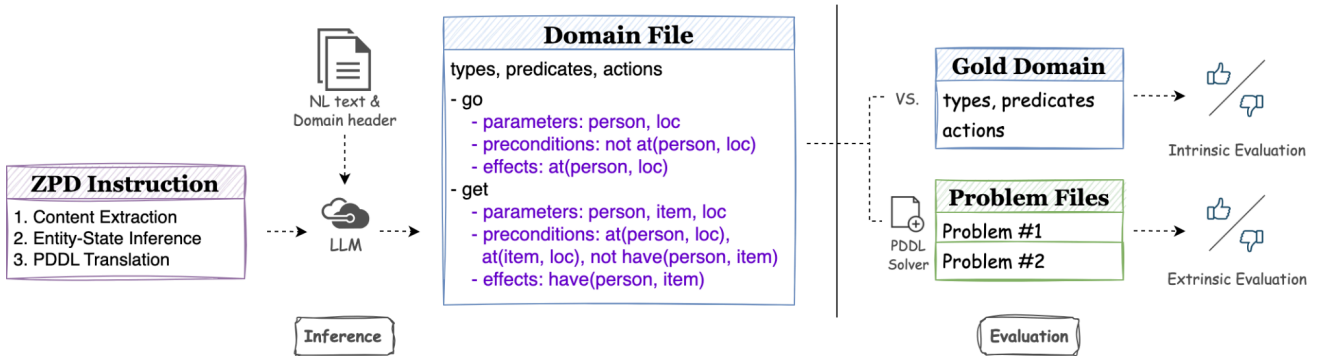 ZPD Instruction
1. Content Extraction
2. Entity-State Inference
3. PDDL Translation
NL text &
Domain header
LLM
Domain File
types, predicates, actions
- go
- parameters: person, loc
- preconditions: not at(person, loc)
- effects: at(person, loc)
- get
- parameters: person, item, loc
- preconditions: at(person, loc),
at(item, loc), not have(person, item)
- effects: have(person, item)
Inference
VS.
Gold Domain
types, predicates
actions
Intrinsic Evaluation
PDDL
Solver
Problem Files
Problem #1
Problem #2
Extrinsic Evaluation
Evaluation